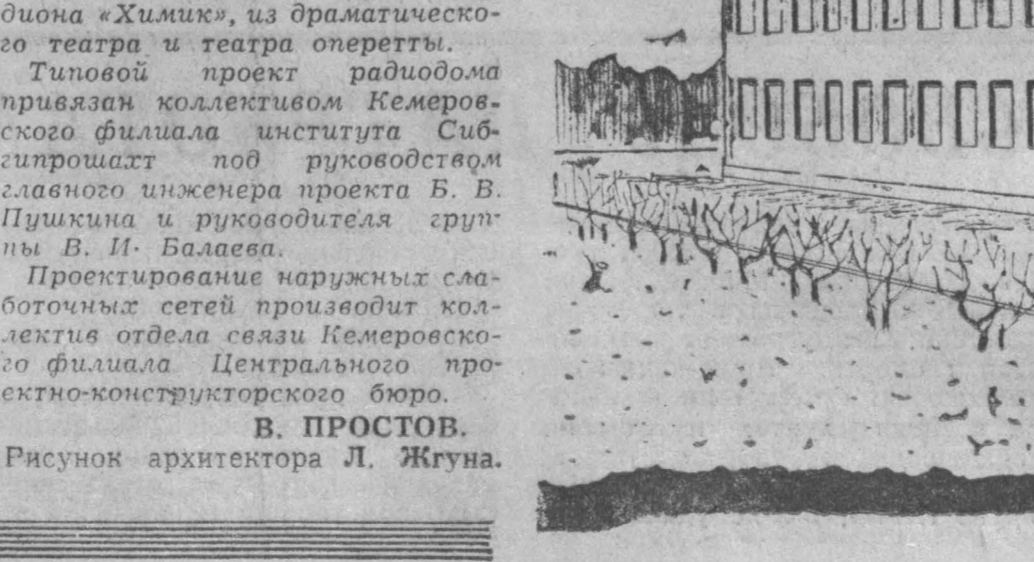 диона «Химик», из драматическо-
го театра и театра оперетты.
Типовой проект радиодома
привязан коллективом Кемеров-
ского филиала института Сиб-
гипрошахт под руководством
главного инженера проекта Б. В.
Пушкина и руководителя груп-
пы В. И. Балаева.
Проектирование наружных сла-
боточных сетей производит кол-
лектив отдела связи Кемеровско-
го филиала Центрального про-
ектно-конструкторского бюро.
В. ПРОСТОВ.
Рисунок архитектора Л. Жгуна.